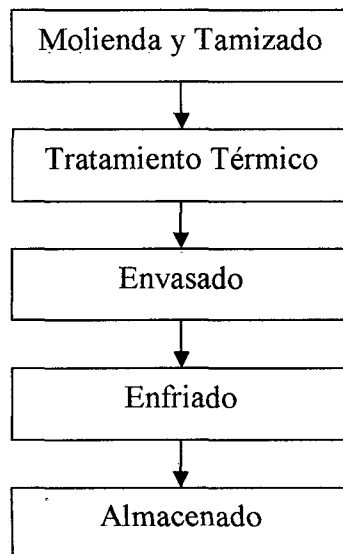 Molienda y Tamizado
Tratamiento Térmico
Envasado
Enfriado
Almacenado